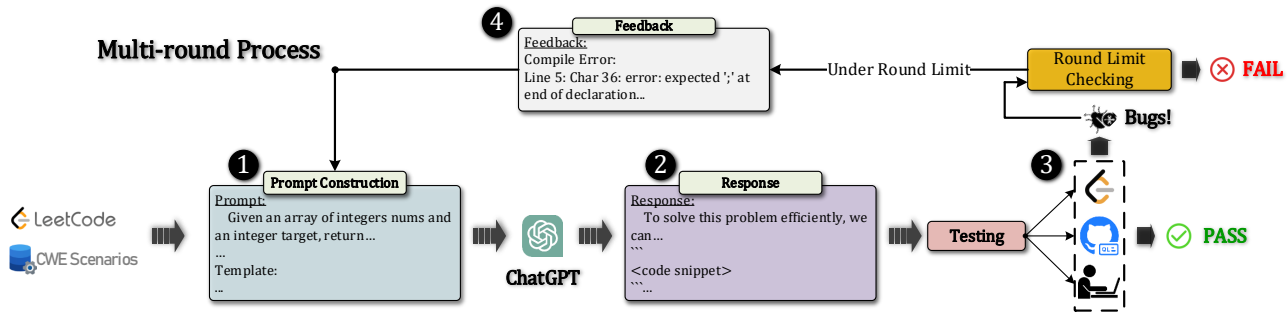 Multi-round Process
4
Feedback
Feedback:
Compile Error:
Line 5: Char 36: error: expected ';' at
end of declaration...
Under Round Limit
Round Limit
Checking
FAIL
Bugs!
1
Prompt Construction
Prompt:
Given an array of integers nums and
an integer target, return...
...
Template:
...
LeetCode
CWE Scenarios
ChatGPT
2
Response
Response:
To solve this problem efficiently, we
can...
```
<code snippet>
```...
3
Testing
QL
PASS